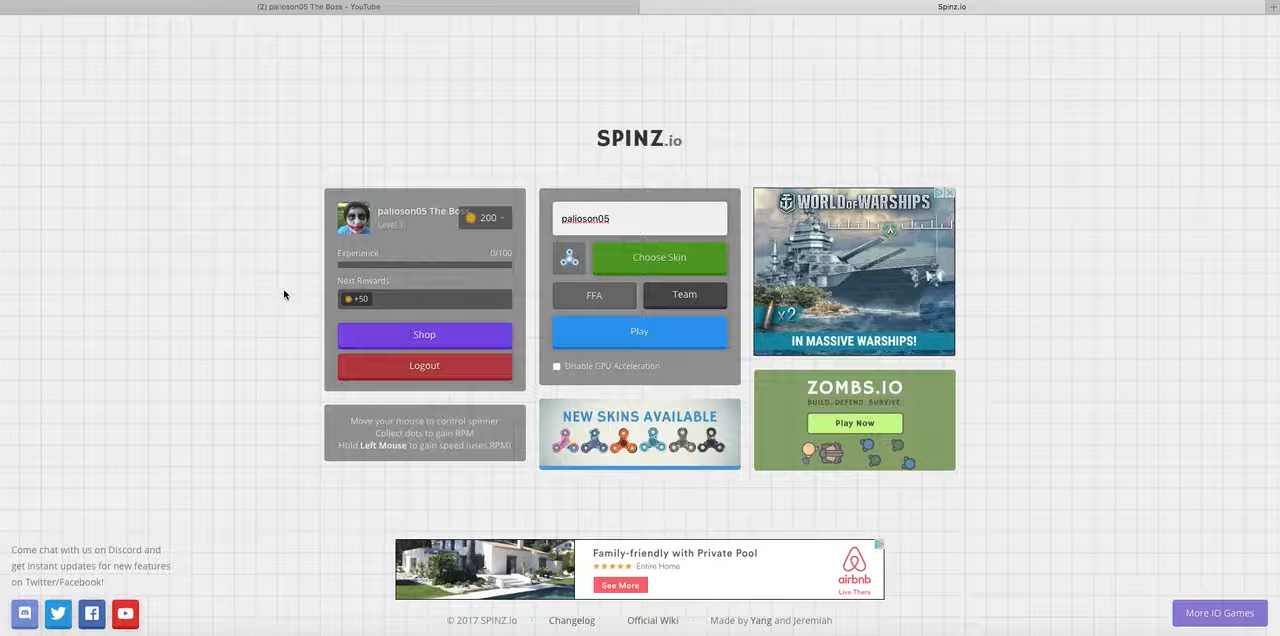 (2) palioson05 The Boss - YouTube
Spinz.io
SPINZ.io
palioson05 The Boss
Level 1
200
Experience
0/100
Next Rewards
+50
Shop
Logout
Move your mouse to control spinner
Collect dots to gain RPM
Hold Left Mouse to gain speed (uses RPM)
palioson05
Choose Skin
FFA
Team
Play
Disable GPU Acceleration
NEW SKINS AVAILABLE
WORLD OF WARSHIPS
x2
IN MASSIVE WARSHIPS!
ZOMBS.IO
BUILD. DEFEND. SURVIVE.
Play Now
Family-friendly with Private Pool
Entire Home
See More
airbnb
Live There
Come chat with us on Discord and
get instant updates for new features
on Twitter/Facebook!
© 2017 SPINZ.io
Changelog
Official Wiki
Made by Yang and Jeremiah
More IO Games